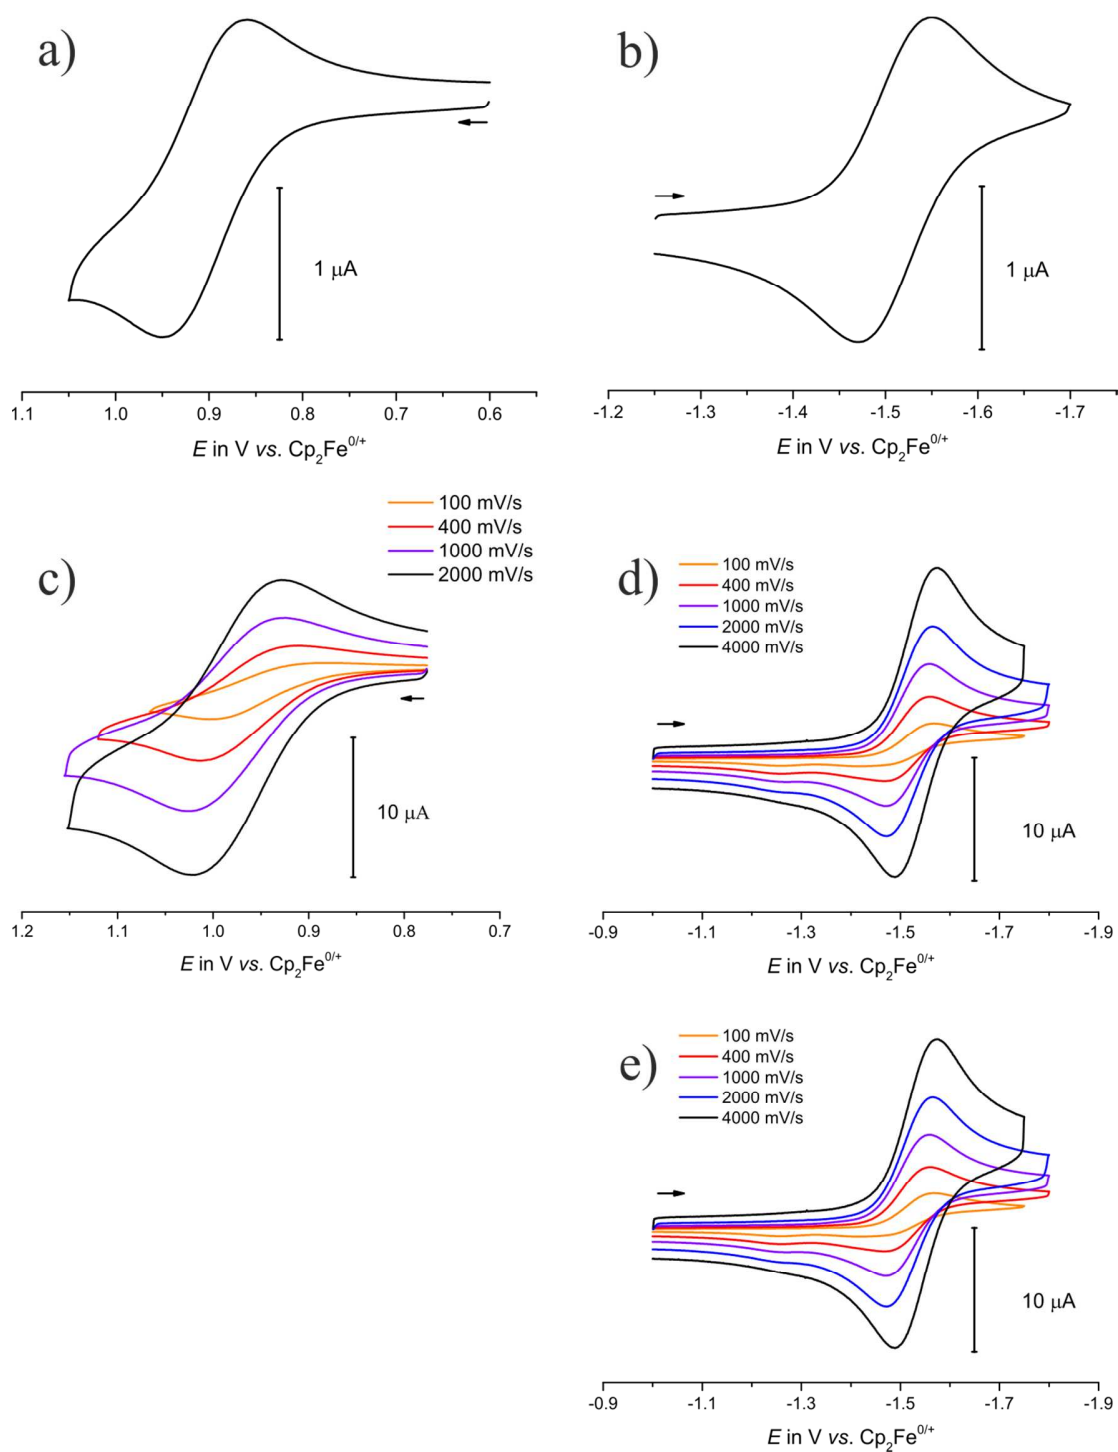 a)
1 μA
1.1 1.0 0.9 0.8 0.7 0.6
E in V vs. Cp₂Fe⁰/⁺
b)
1 μA
-1.2 -1.3 -1.4 -1.5 -1.6 -1.7
E in V vs. Cp₂Fe⁰/⁺
c)
100 mV/s
400 mV/s
1000 mV/s
2000 mV/s
10 μA
1.2 1.1 1.0 0.9 0.8 0.7
E in V vs. Cp₂Fe⁰/⁺
d)
100 mV/s
400 mV/s
1000 mV/s
2000 mV/s
4000 mV/s
10 μA
-0.9 -1.1 -1.3 -1.5 -1.7 -1.9
E in V vs. Cp₂Fe⁰/⁺
e)
100 mV/s
400 mV/s
1000 mV/s
2000 mV/s
4000 mV/s
10 μA
-0.9 -1.1 -1.3 -1.5 -1.7 -1.9
E in V vs. Cp₂Fe⁰/⁺